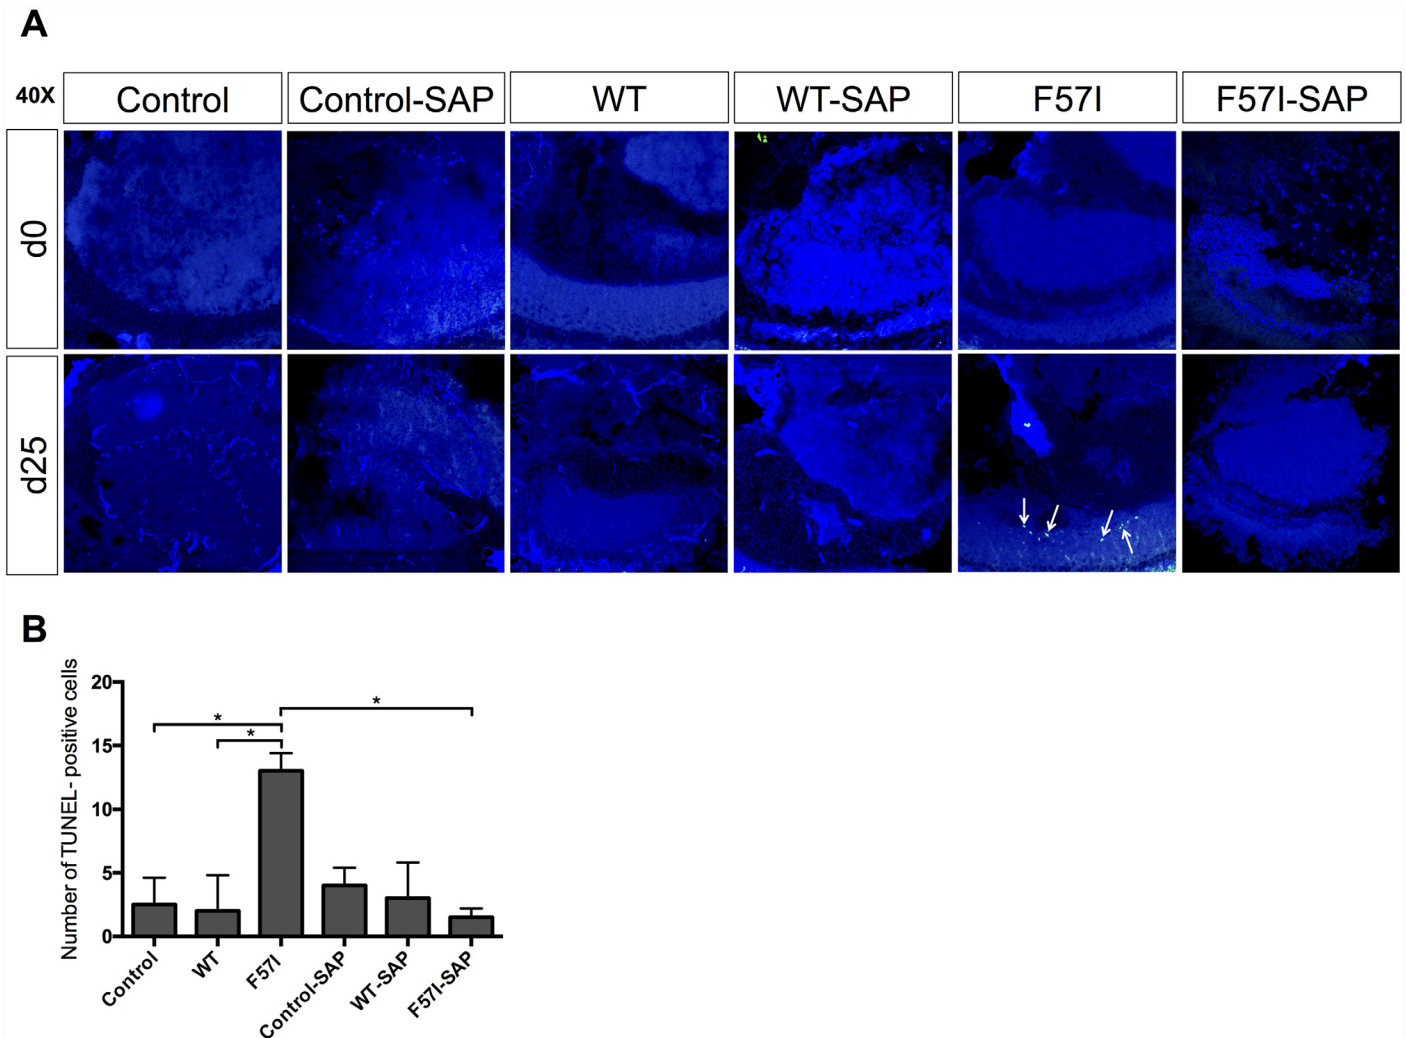 A
40X Control Control-SAP WT WT-SAP F57I F57I-SAP
d0
d25
B
Number of TUNEL- positive cells
20
15
10
5
0
*
*
*
Control WT F57I Control-SAP WT-SAP F57I-SAP